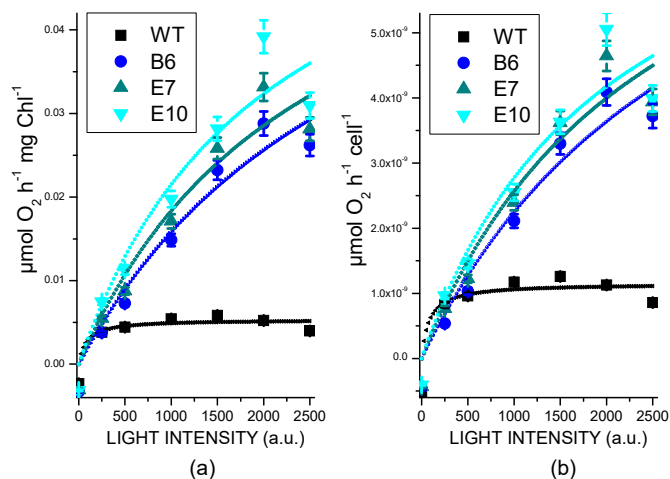 WT
B6
E7
E10
µmol O₂ h⁻¹ mg Chl⁻¹
0.04
0.03
0.02
0.01
0.00
0 500 1000 1500 2000 2500
LIGHT INTENSITY (a.u.)
(a)
WT
B6
E7
E10
µmol O₂ h⁻¹ cell⁻¹
5.0x10⁻⁹
4.0x10⁻⁹
3.0x10⁻⁹
2.0x10⁻⁹
1.0x10⁻⁹
0.0
0 500 1000 1500 2000 2500
LIGHT INTENSITY (a.u.)
(b)